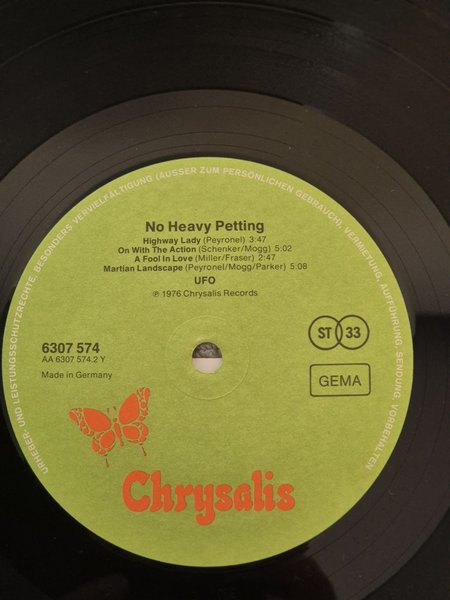 URHEBER- UND LEISTUNGSSCHUTZRECHTE, BESONDERS VERVIELFÄLTIGUNG (AUSSER ZUM PERSÖNLICHEN GEBRAUCH), VERMIETUNG, AUFFÜHRUNG, SENDUNG, VORBEHALTEN
No Heavy Petting
Highway Lady (Peyronel) 3:47
On With The Action (Schenker/Mogg) 5:02
A Fool In Love (Miller/Fraser) 2:47
Martian Landscape (Peyronel/Mogg/Parker) 5:08
UFO
℗ 1976 Chrysalis Records
ST 33
6307 574
AA 6307 574.2 Y
Made in Germany
GEMA
Chrysalis